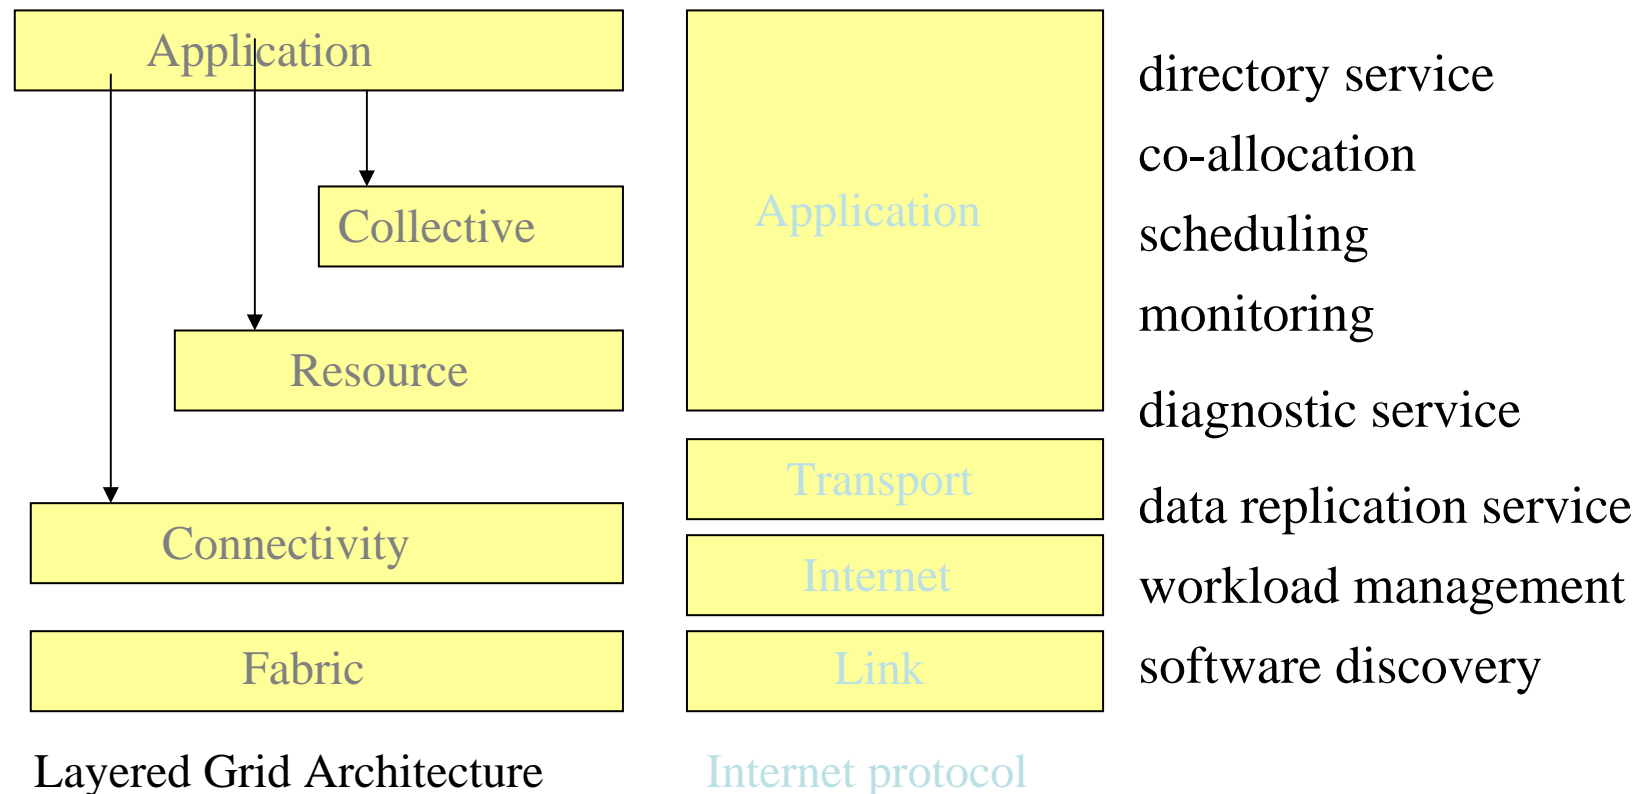 Application
Collective
Resource
Connectivity
Fabric
Layered Grid Architecture
Application
Transport
Internet
Link
Internet protocol
directory service
co-allocation
scheduling
monitoring
diagnostic service
data replication service
workload management
software discovery